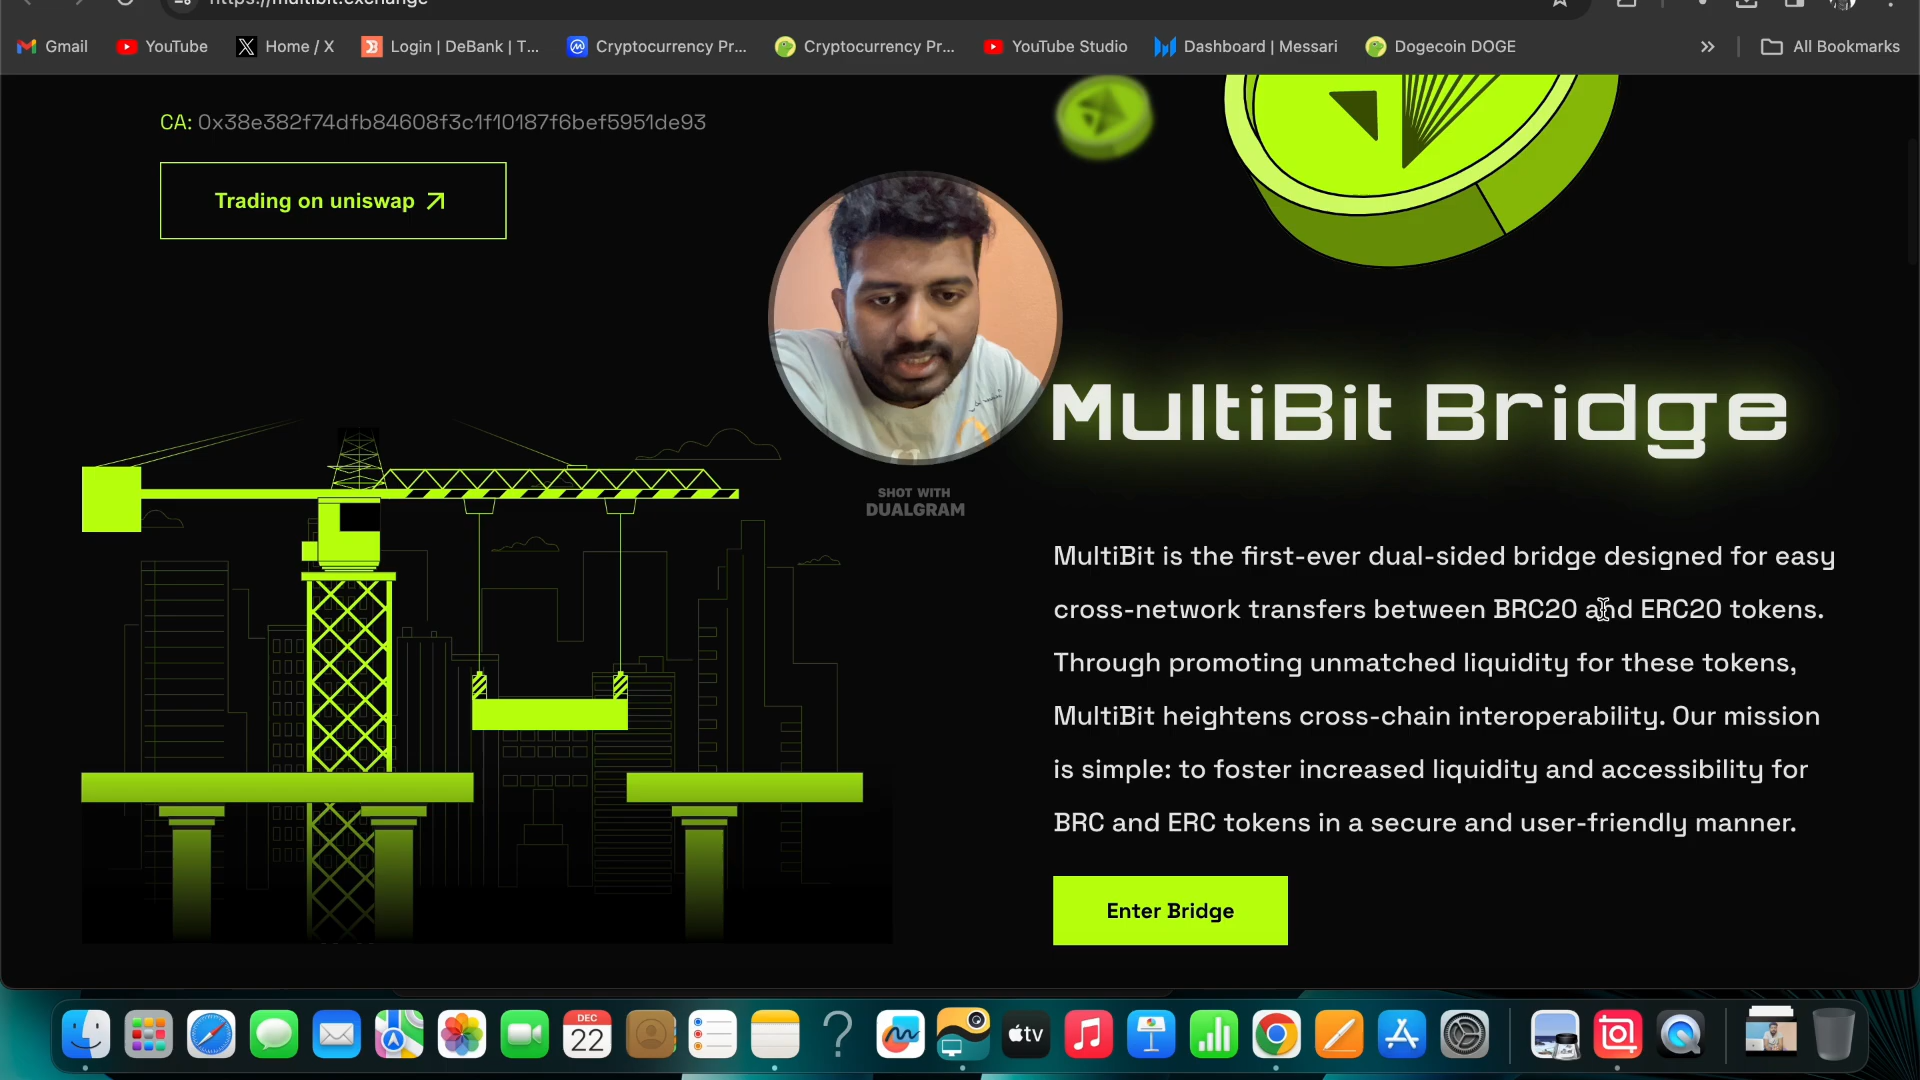 https://multibit.exchange
Gmail
YouTube
Home / X
Login | DeBank | T...
Cryptocurrency Pr...
Cryptocurrency Pr...
YouTube Studio
Dashboard | Messari
Dogecoin DOGE
All Bookmarks
CA: 0x38e382f74dfb84608f3c1f10187f6bef5951de93
Trading on uniswap
SHOT WITH
DUALGRAM
MultiBit Bridge
MultiBit is the first-ever dual-sided bridge designed for easy
cross-network transfers between BRC20 and ERC20 tokens.
Through promoting unmatched liquidity for these tokens,
MultiBit heightens cross-chain interoperability. Our mission
is simple: to foster increased liquidity and accessibility for
BRC and ERC tokens in a secure and user-friendly manner.
Enter Bridge
DEC
22
tv